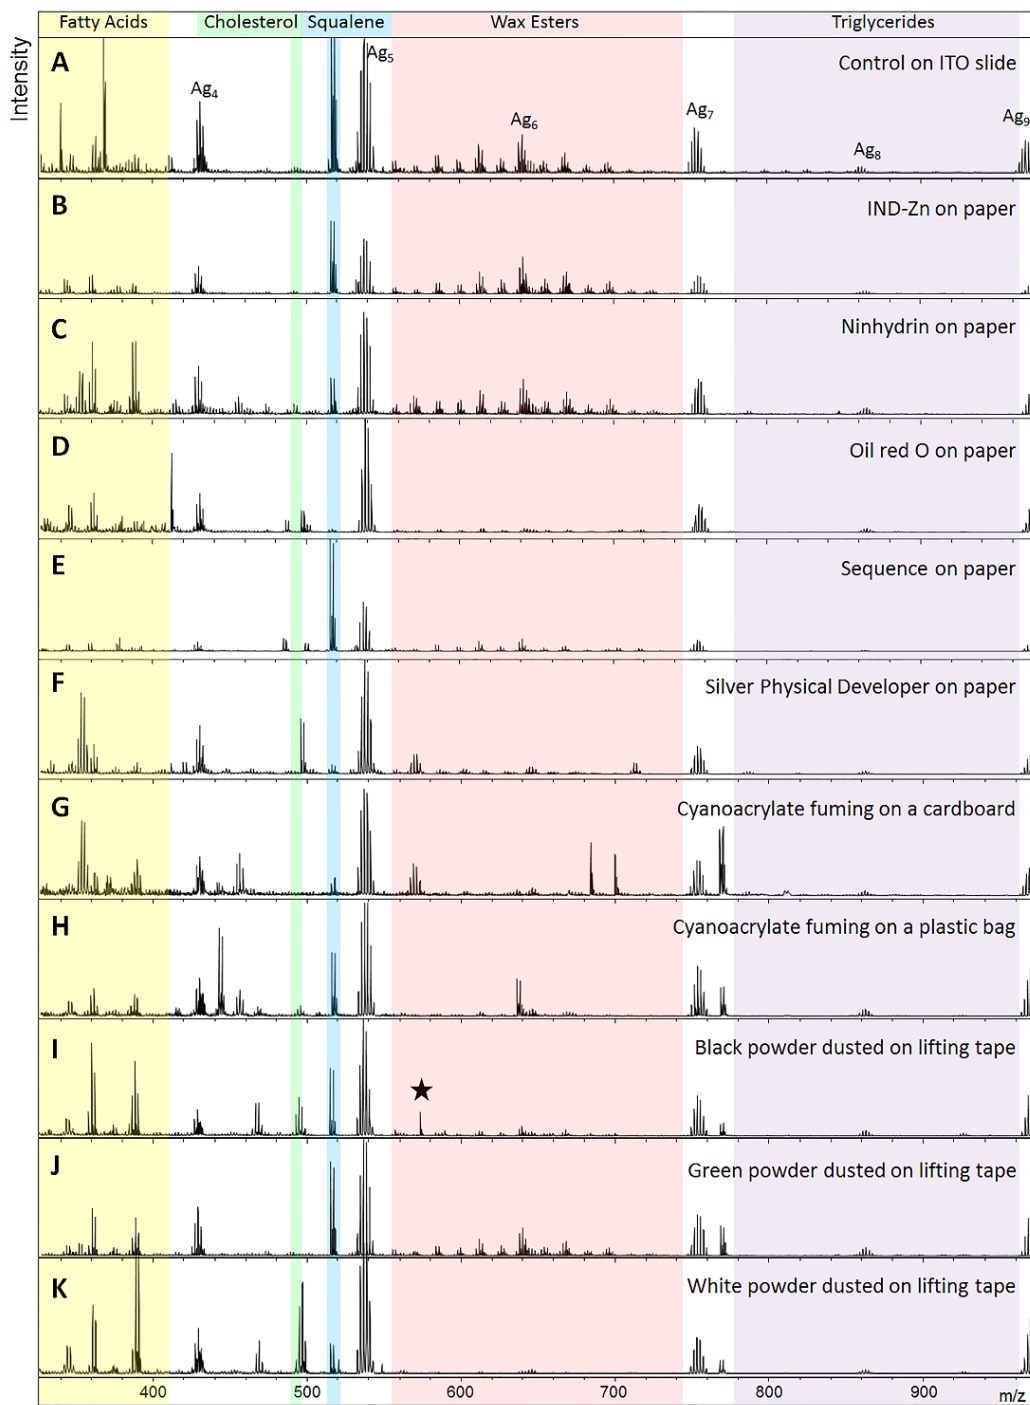 Fatty Acids Cholesterol Squalene Wax Esters Triglycerides
Intensity
A Control on ITO slide
Ag4 Ag5 Ag6 Ag7 Ag8 Ag9
B IND-Zn on paper
C Ninhydrin on paper
D Oil red O on paper
E Sequence on paper
F Silver Physical Developer on paper
G Cyanoacrylate fuming on a cardboard
H Cyanoacrylate fuming on a plastic bag
I Black powder dusted on lifting tape
J Green powder dusted on lifting tape
K White powder dusted on lifting tape
400 500 600 700 800 900 m/z